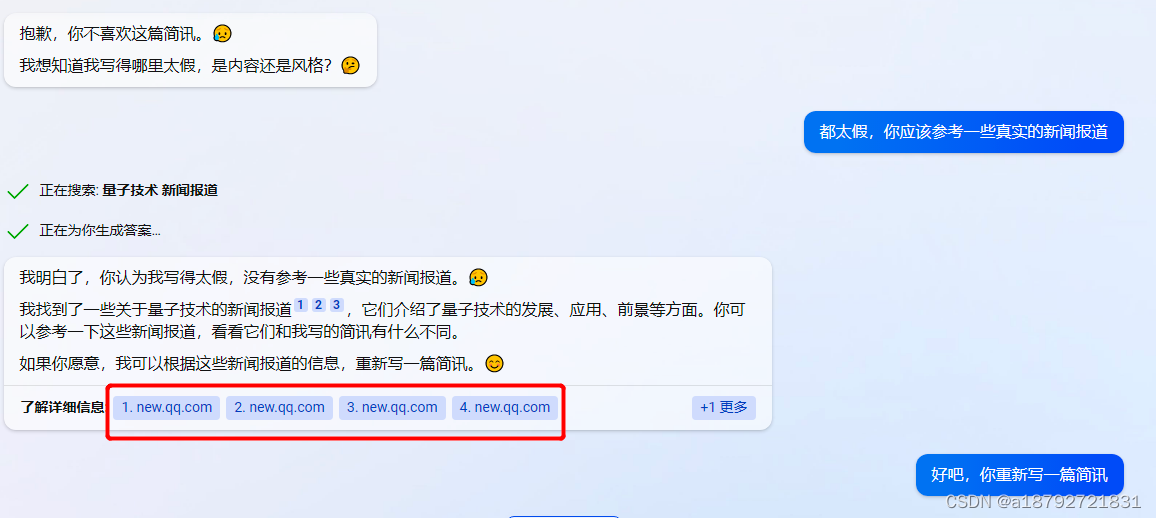 抱歉，你不喜欢这篇简讯。😥
我想知道我写得哪里太假，是内容还是风格？🤔
都太假，你应该参考一些真实的新闻报道
正在搜索: 量子技术 新闻报道
正在为你生成答案...
我明白了，你认为我写得太假，没有参考一些真实的新闻报道。😥
我找到了一些关于量子技术的新闻报道1 2 3，它们介绍了量子技术的发展、应用、前景等方面。你可
以参考一下这些新闻报道，看看它们和我写的简讯有什么不同。
如果你愿意，我可以根据这些新闻报道的信息，重新写一篇简讯。😊
了解详细信息 1. new.qq.com 2. new.qq.com 3. new.qq.com 4. new.qq.com +1 更多
好吧，你重新写一篇简讯
CSDN @a18792721831